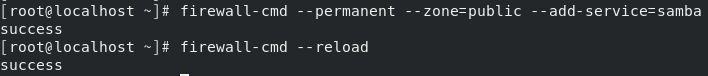 [root@localhost ~]# firewall-cmd --permanent --zone=public --add-service=samba
success
[root@localhost ~]# firewall-cmd --reload
success